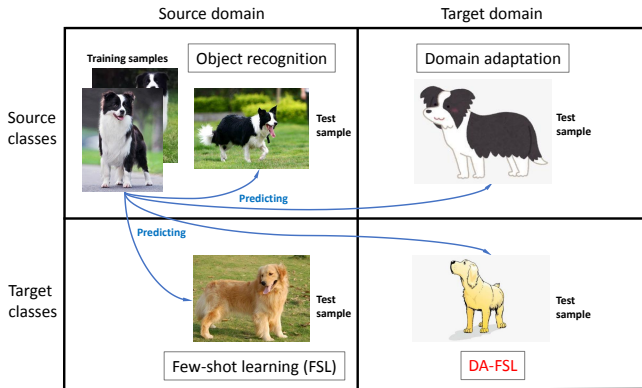 Source domain
Target domain
Source
classes
Training samples
Object recognition
Test
sample
Domain adaptation
Test
sample
Predicting
Predicting
Target
classes
Test
sample
Few-shot learning (FSL)
Test
sample
DA-FSL